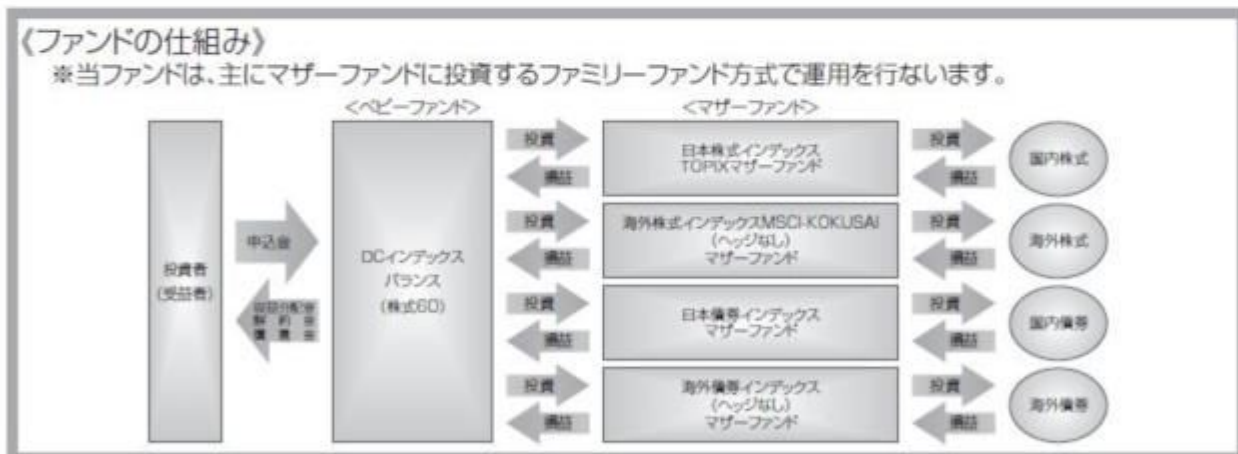 《ファンドの仕組み》
※当ファンドは、主にマザーファンドに投資するファミリーファンド方式で運用を行ないます。
<ベビーファンド>
<マザーファンド>
投資者
(受益者)
申込金
収益分配金
解約金
償還金
DCインデックス
バランス
(株式60)
投資
損益
日本株式インデックス
TOPIXマザーファンド
投資
損益
国内株式
投資
損益
海外株式インデックスMSCI-KOKUSAI
(ヘッジなし)
マザーファンド
投資
損益
海外株式
投資
損益
日本債券インデックス
マザーファンド
投資
損益
国内債券
投資
損益
海外債券インデックス
(ヘッジなし)
マザーファンド
投資
損益
海外債券